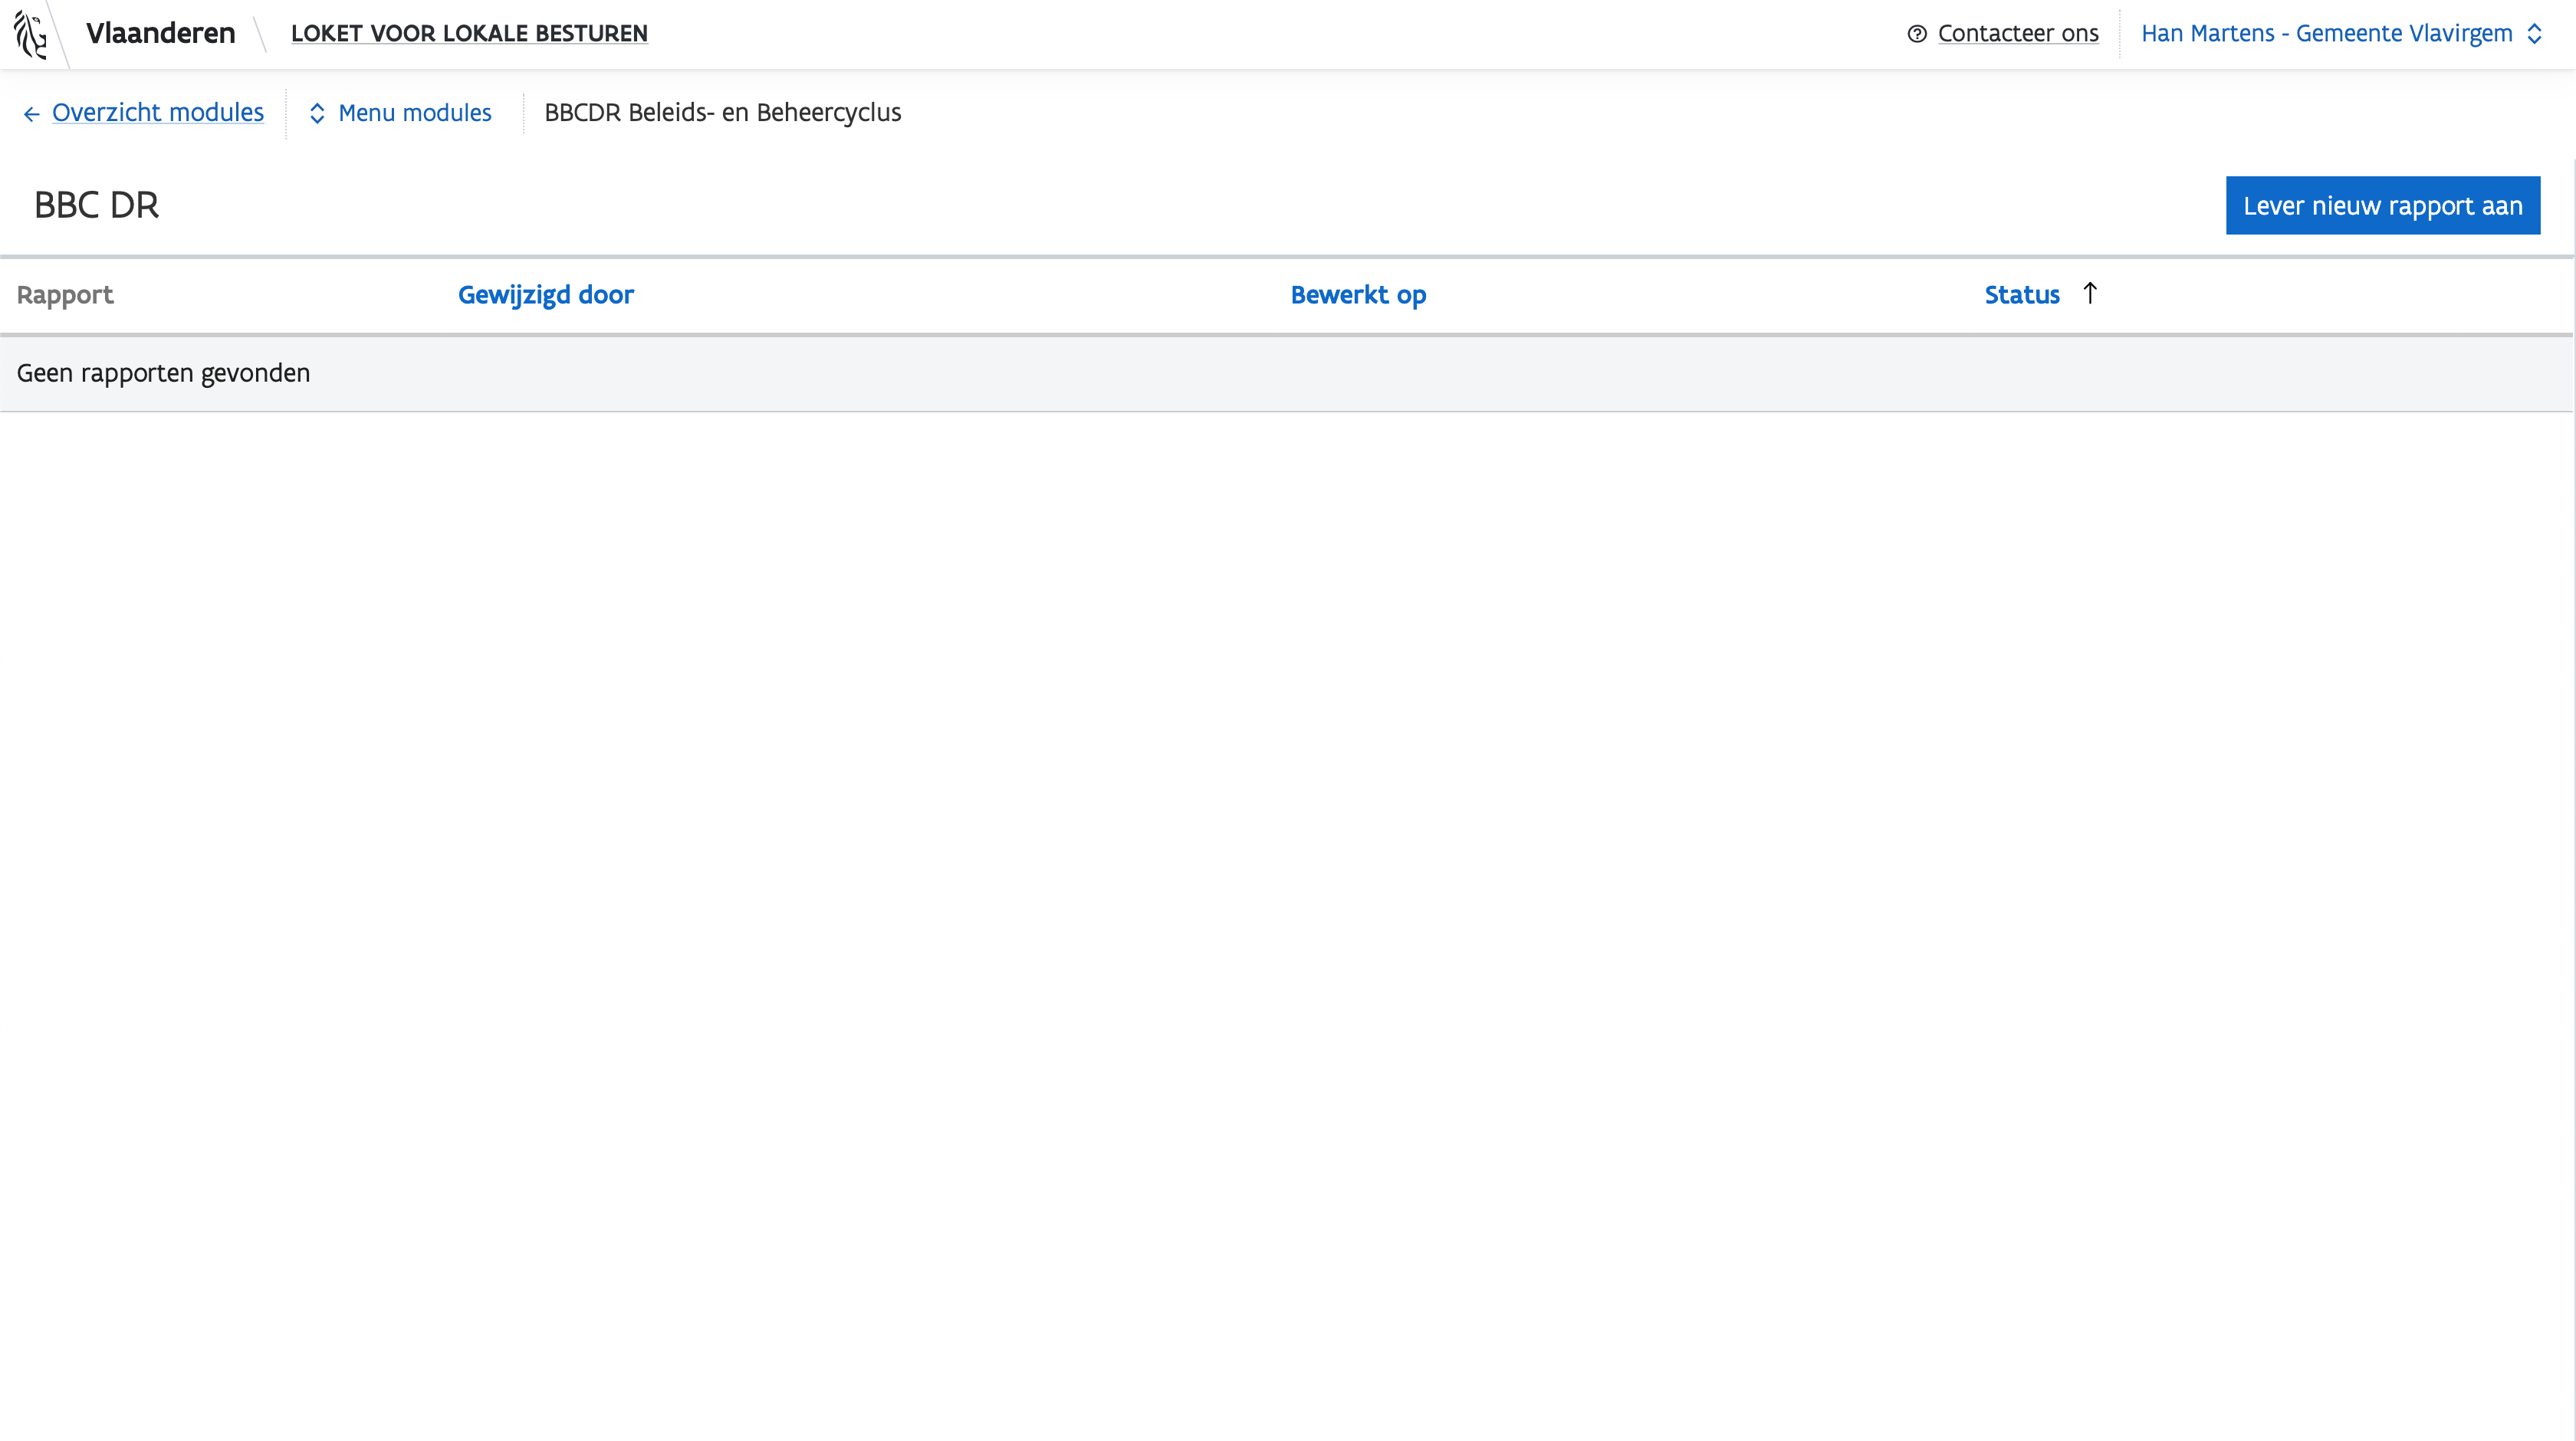 Vlaanderen LOKET VOOR LOKALE BESTUREN Contacteer ons Han Martens - Gemeente Vlavirgem
Overzicht modules Menu modules BBCDR Beleids- en Beheercyclus
BBC DR Lever nieuw rapport aan
Rapport Gewijzigd door Bewerkt op Status ↑
Geen rapporten gevonden